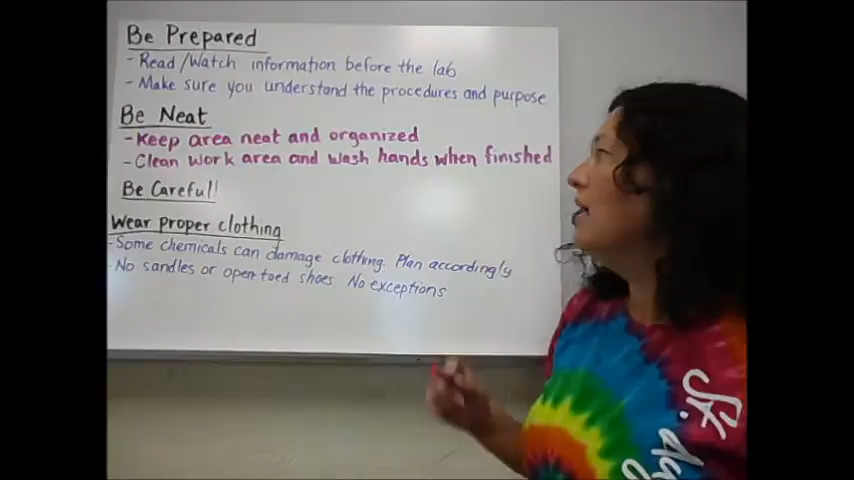 Be Prepared
- Read/Watch information before the lab
- Make sure you understand the procedures and purpose
Be Neat
- Keep area neat and organized
- Clean work area and wash hands when finished
Be Careful!
Wear proper clothing
- Some chemicals can damage clothing. Plan accordingly
- No sandles or open-toed shoes No exceptions
St.